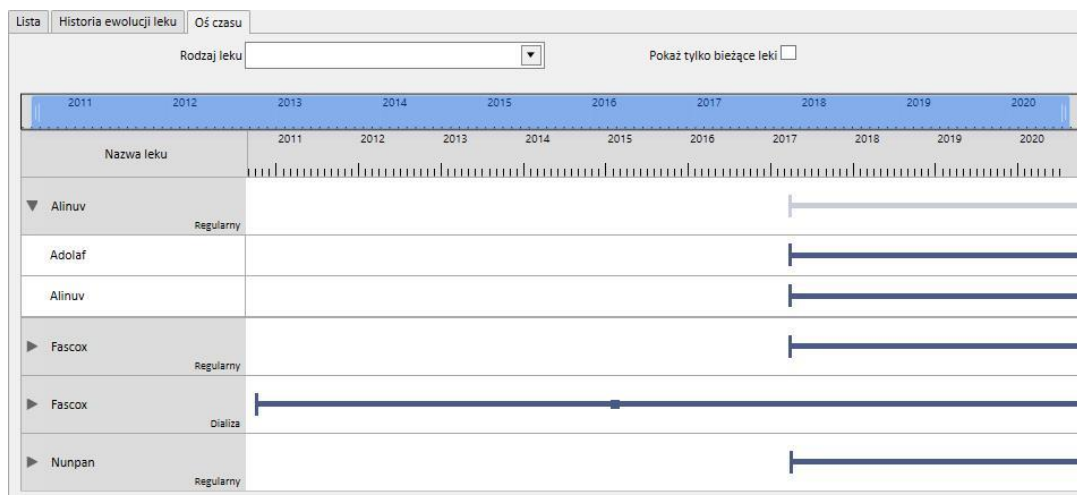 Lista Historia ewolucji leku Oś czasu
Rodzaj leku Pokaż tylko bieżące leki
2011 2012 2013 2014 2015 2016 2017 2018 2019 2020
Nazwa leku 2011 2012 2013 2014 2015 2016 2017 2018 2019 2020
Alinuv
Regularny
Adolaf
Alinuv
Fascox
Regularny
Fascox
Dializa
Nunpan
Regularny